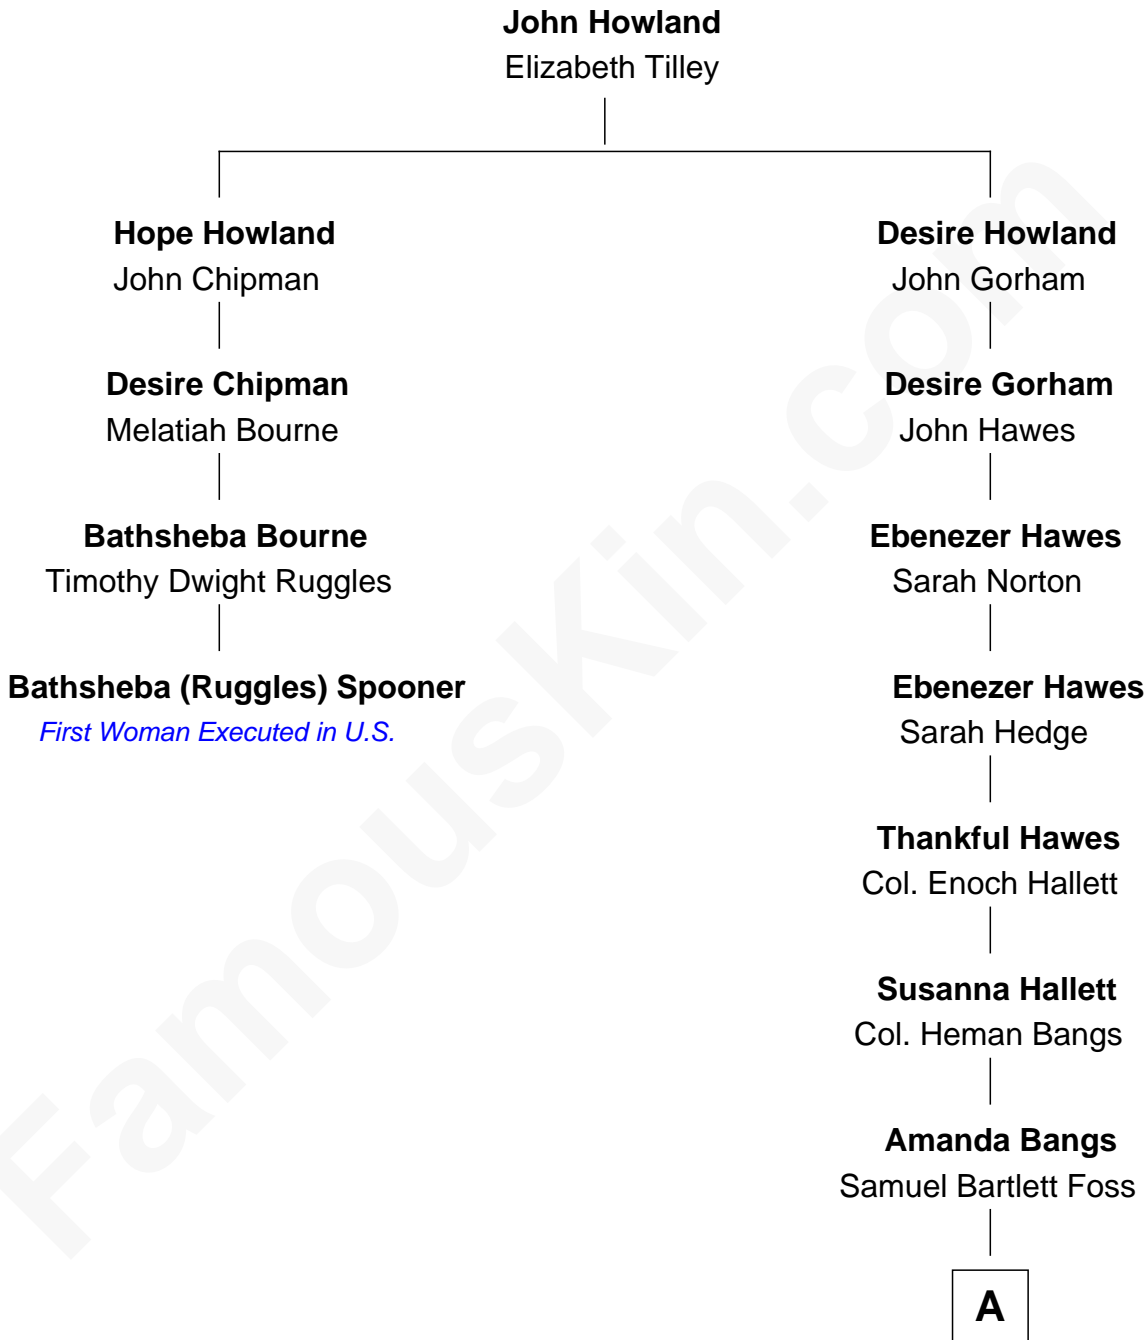 John Howland
Elizabeth Tilley
Hope Howland
John Chipman
Desire Howland
John Gorham
Desire Chipman
Melatiah Bourne
Desire Gorham
John Hawes
Bathsheba Bourne
Timothy Dwight Ruggles
Ebenezer Hawes
Sarah Norton
Bathsheba (Ruggles) Spooner
First Woman Executed in U.S.
Ebenezer Hawes
Sarah Hedge
Thankful Hawes
Col. Enoch Hallett
Susanna Hallett
Col. Heman Bangs
Amanda Bangs
Samuel Bartlett Foss
A
FamousKin.com